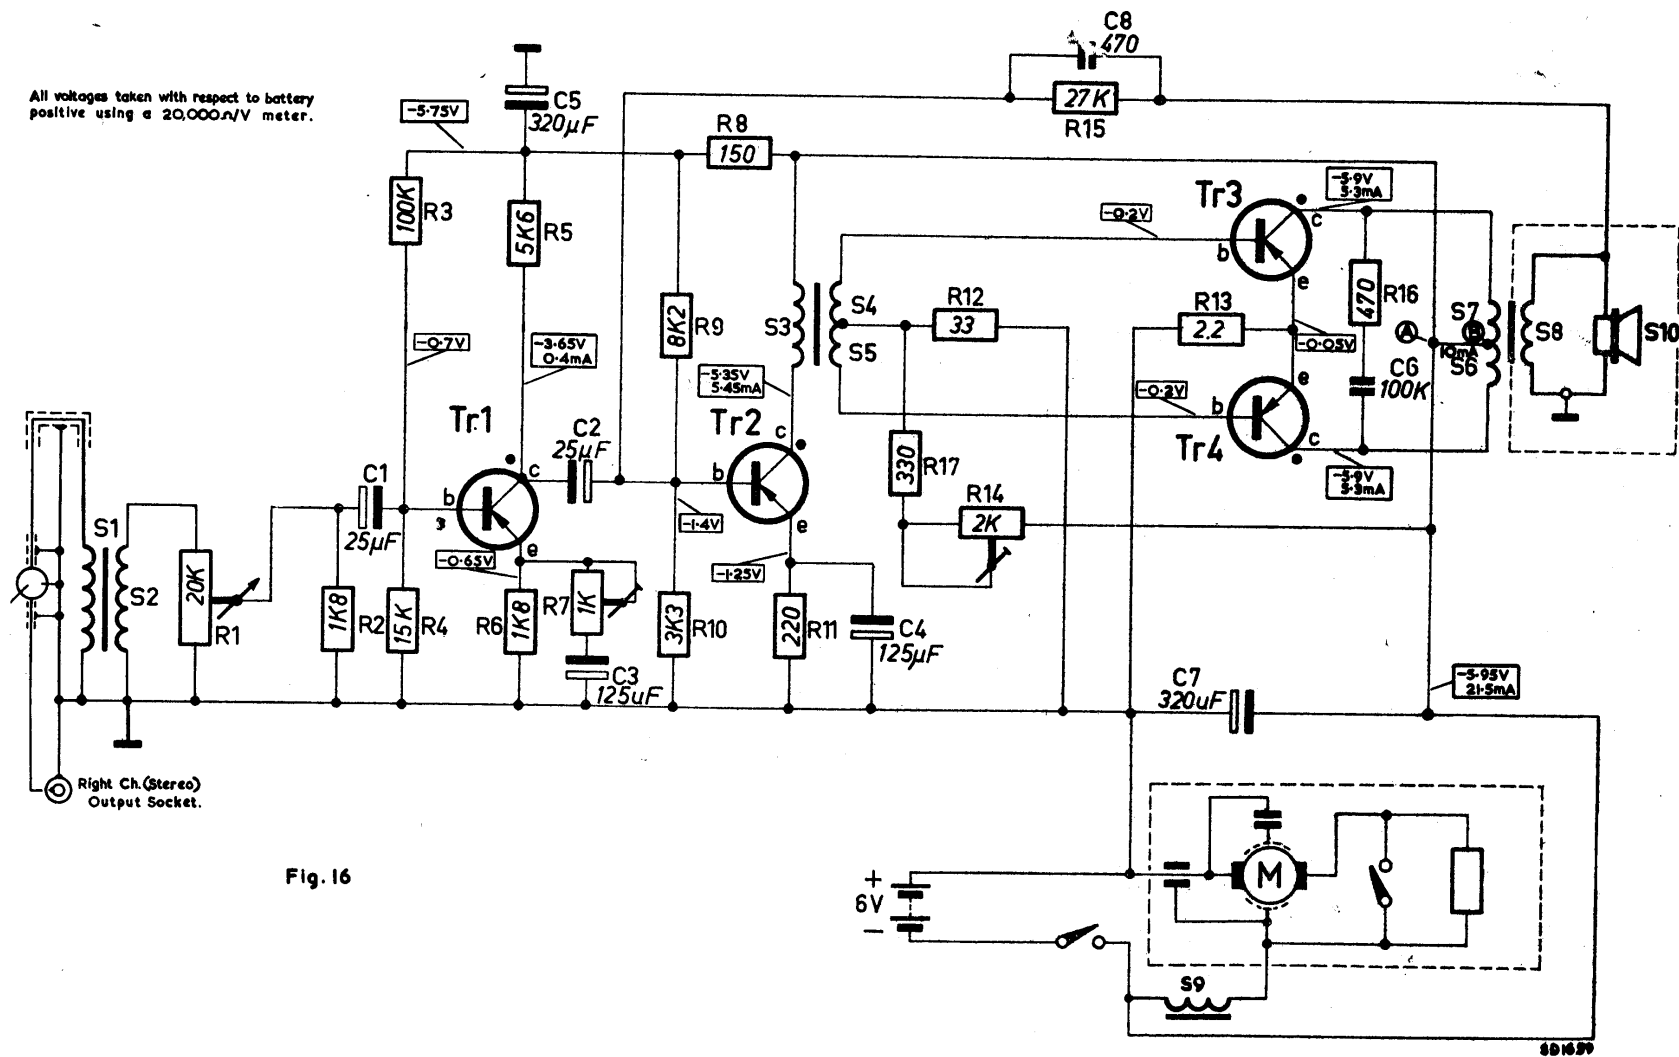 All voltages taken with respect to battery
positive using a 20,000Ω/V meter.
C8
470
27K
R15
-5·75V
C5
320µF
R8
150
100K
R3
5K6
R5
-5·9V
5·3mA
Tr3
c
b
e
-0·2V
8K2
R9
S3
S4
S5
R12
33
R13
2.2
470
R16
S7
A
B
10mA
S6
S8
S10
-0·05V
C6
100K
-0·7V
-3·65V
0·4mA
-5·35V
5·45mA
-0·2V
b
e
c
Tr4
-5·9V
5·3mA
Tr1
C2
25µF
Tr2
c
b
e
330
R17
R14
2K
C1
25µF
b
c
e
3
-1·4V
-0·65V
-1·25V
S1
S2
20K
R1
1K8
R2
15K
R4
R6
1K8
R7
1K
3K3
R10
220
R11
C4
125µF
C3
125uF
C7
320uF
-5·95V
21·5mA
Right Ch.(Stereo)
Output Socket.
Fig. 16
+
6V
–
M
S9
SD1659